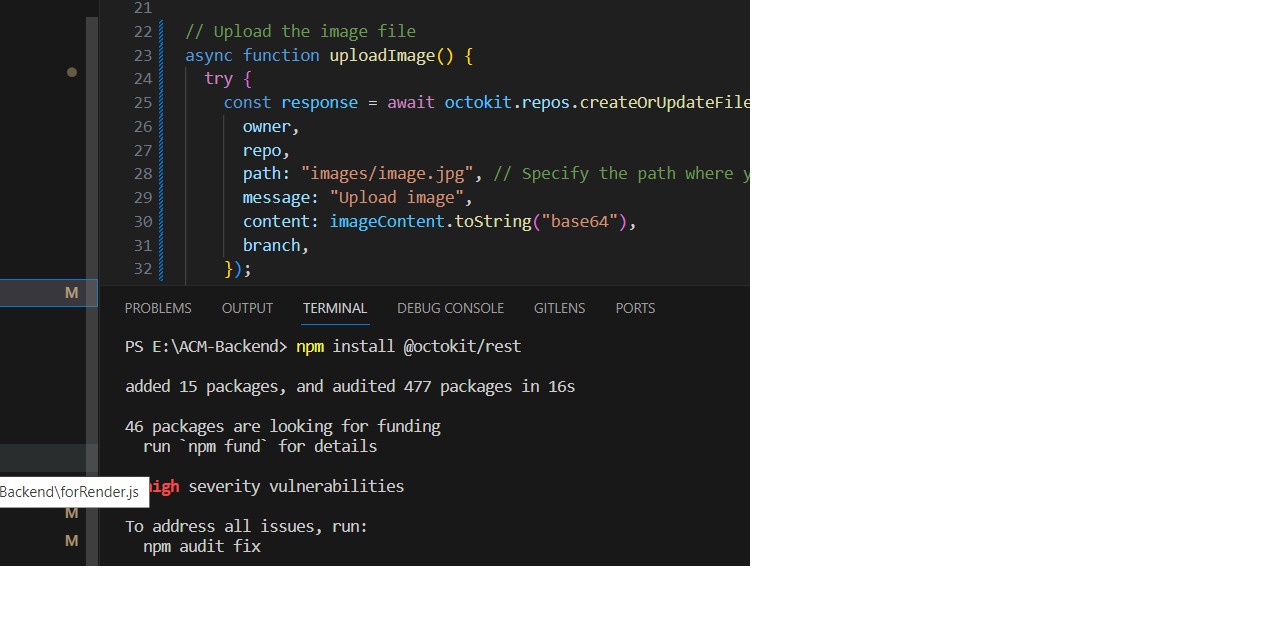 21
22 // Upload the image file
23 async function uploadImage() {
24 try {
25 const response = await octokit.repos.createOrUpdateFile
26 owner,
27 repo,
28 path: "images/image.jpg", // Specify the path where y
29 message: "Upload image",
30 content: imageContent.toString("base64"),
31 branch,
32 });
M
PROBLEMS OUTPUT TERMINAL DEBUG CONSOLE GITLENS PORTS
PS E:\ACM-Backend> npm install @octokit/rest
added 15 packages, and audited 477 packages in 16s
46 packages are looking for funding
run `npm fund` for details
high severity vulnerabilities
Backend\forRender.js
M
To address all issues, run:
M
npm audit fix